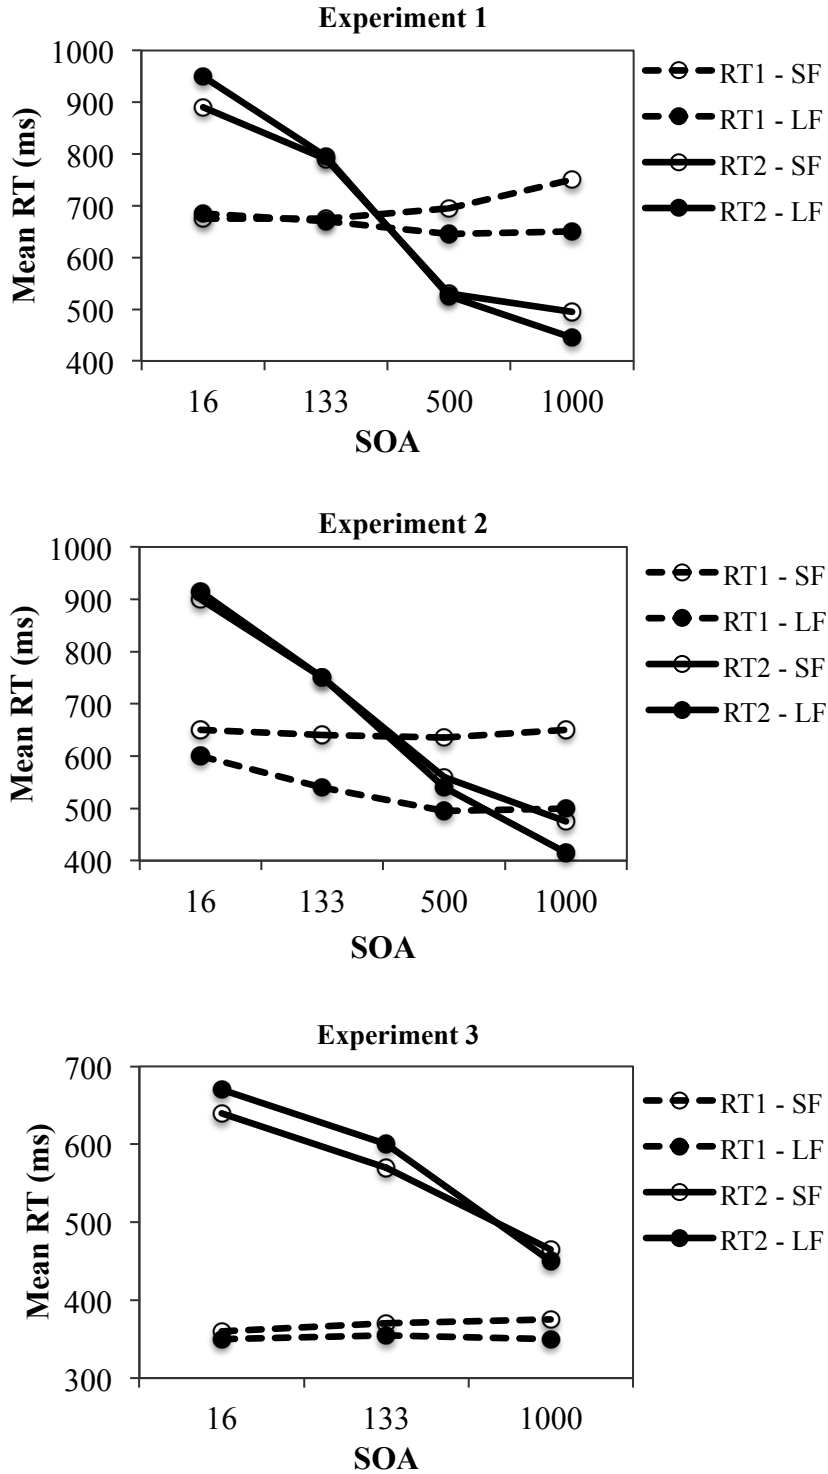 Experiment 1
Mean RT (ms)
1000
900
800
700
600
500
400
16 133 500 1000
SOA
RT1 - SF
RT1 - LF
RT2 - SF
RT2 - LF
Experiment 2
Mean RT (ms)
1000
900
800
700
600
500
400
16 133 500 1000
SOA
RT1 - SF
RT1 - LF
RT2 - SF
RT2 - LF
Experiment 3
Mean RT (ms)
700
600
500
400
300
16 133 1000
SOA
RT1 - SF
RT1 - LF
RT2 - SF
RT2 - LF